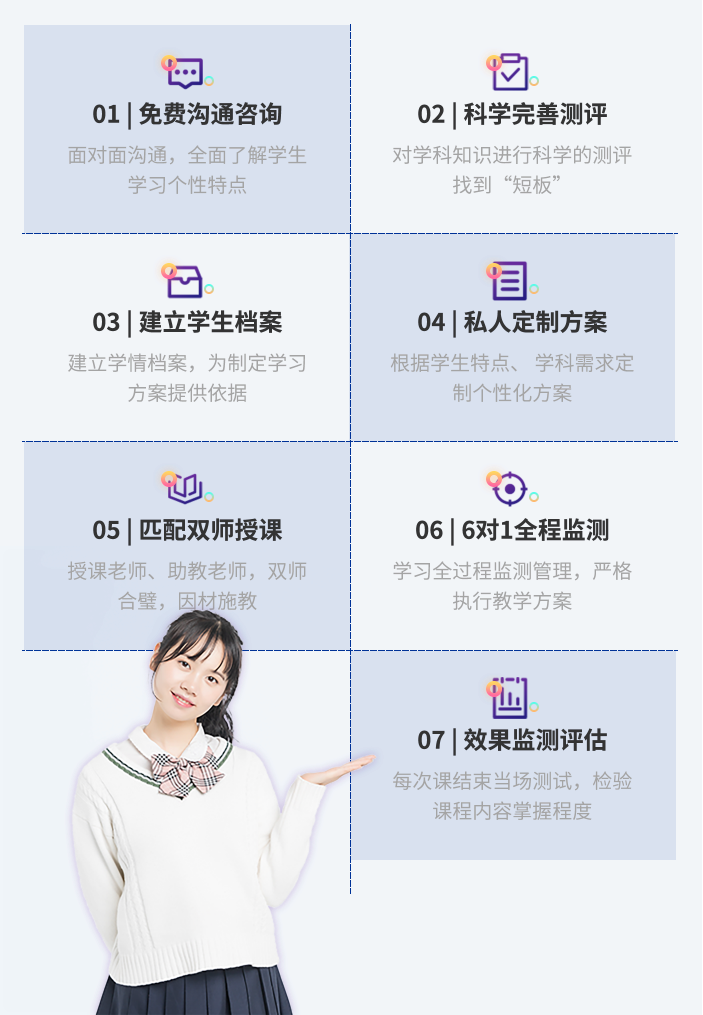 01 | 免费沟通咨询
面对面沟通，全面了解学生
学习个性特点
02 | 科学完善测评
对学科知识进行科学的测评
找到“短板”
03 | 建立学生档案
建立学情档案，为制定学习
方案提供依据
04 | 私人定制方案
根据学生特点、 学科需求定
制个性化方案
05 | 匹配双师授课
授课老师、助教老师，双师
合璧，因材施教
06 | 6对1全程监测
学习全过程监测管理，严格
执行教学方案
07 | 效果监测评估
每次课结束当场测试，检验
课程内容掌握程度